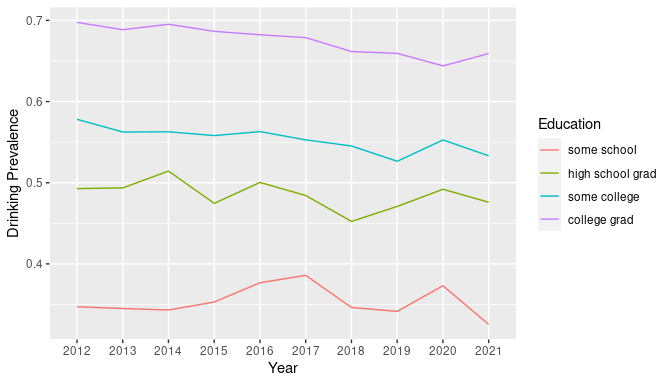 0.7
0.6
0.5
0.4
Drinking Prevalence
2012 2013 2014 2015 2016 2017 2018 2019 2020 2021
Year
Education
some school
high school grad
some college
college grad